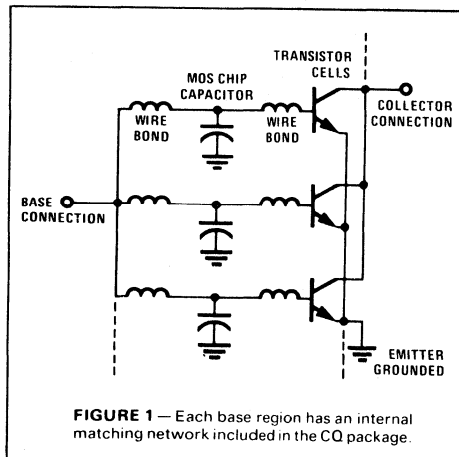 TRANSISTOR
CELLS
MOS CHIP
CAPACITOR
WIRE
BOND
WIRE
BOND
COLLECTOR
CONNECTION
BASE
CONNECTION
EMITTER
GROUNDED
FIGURE 1 — Each base region has an internal
matching network included in the CQ package.